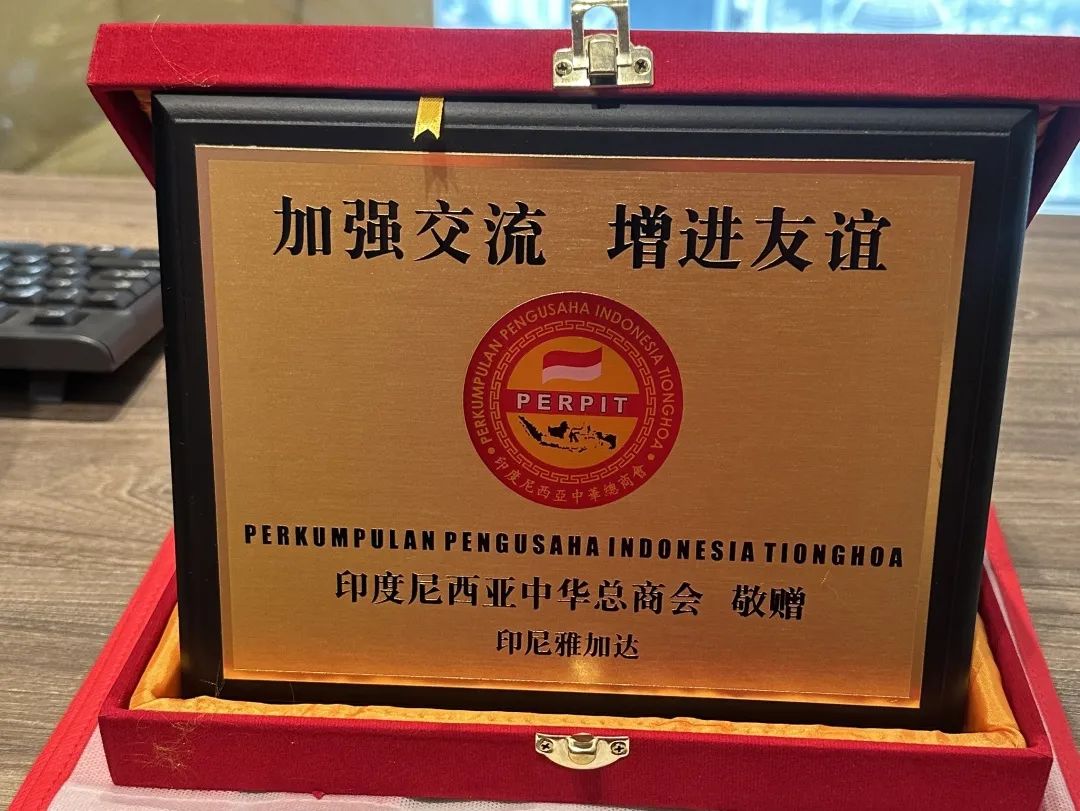 加强交流 增进友谊
PERKUMPULAN PENGUSAHA INDONESIA TIONGHOA
PERPIT
印度尼西亞中華總商會
PERKUMPULAN PENGUSAHA INDONESIA TIONGHOA
印度尼西亚中华总商会 敬赠
印尼雅加达